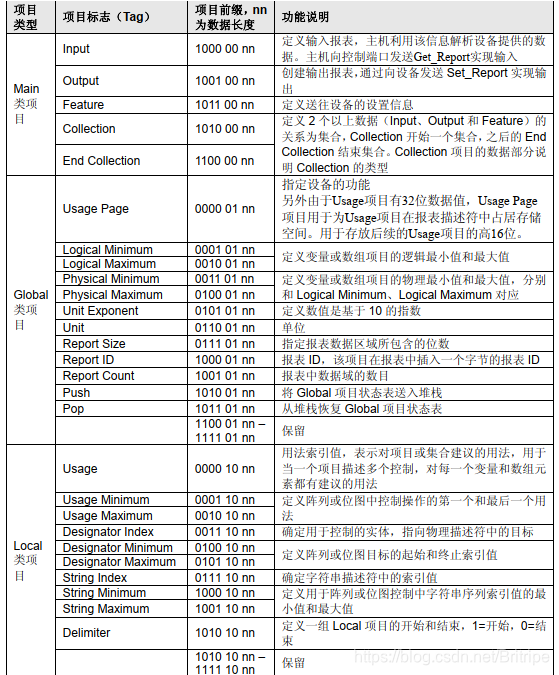 项目类型 项目标志（Tag） 项目前缀，nn为数据长度 功能说明
Main类项目
Input 1000 00 nn 定义输入报表，主机利用该信息解析设备提供的数据。主机向控制端口发送Get_Report实现输入
Output 1001 00 nn 创建输出报表，通过向设备发送 Set_Report 实现输出
Feature 1011 00 nn 定义送往设备的设置信息
Collection 1010 00 nn 定义 2 个以上数据（Input、Output 和 Feature）的关系为集合，Collection 开始一个集合，之后的 End Collection 结束集合。Collection 项目的数据部分说明 Collection 的类型
End Collection 1100 00 nn
Global类项目
Usage Page 0000 01 nn 指定设备的功能
另外由于Usage项目有32位数据值，Usage Page项目用于为Usage项目在报表描述符中占居存储空间。用于存放后续的Usage项目的高16位。
Logical Minimum 0001 01 nn 定义变量或数组项目的逻辑最小值和最大值
Logical Maximum 0010 01 nn
Physical Minimum 0011 01 nn 定义变量或数组项目的物理最小值和最大值，分别和 Logical Minimum、Logical Maximum 对应
Physical Maximum 0100 01 nn
Unit Exponent 0101 01 nn 定义数值是基于 10 的指数
Unit 0110 01 nn 单位
Report Size 0111 01 nn 指定报表数据区域所包含的位数
Report ID 1000 01 nn 报表 ID，该项目在报表中插入一个字节的报表 ID
Report Count 1001 01 nn 报表中数据域的数目
Push 1010 01 nn 将 Global 项目状态表送入堆栈
Pop 1011 01 nn 从堆栈恢复 Global 项目状态表
1100 01 nn – 1111 01 nn 保留
Local类项目
Usage 0000 10 nn 用法索引值，表示对项目或集合建议的用法，用于当一个项目描述多个控制，对每一个变量和数组元素都有建议的用法
Usage Minimum 0001 10 nn 定义阵列或位图中控制操作的第一个和最后一个用法
Usage Maximum 0010 10 nn
Designator Index 0011 10 nn 确定用于控制的实体，指向物理描述符中的目标
Designator Minimum 0100 10 nn 定义阵列或位图目标的起始和终止索引值
Designator Maximum 0101 10 nn
String Index 0111 10 nn 确定字符串描述符中的索引值
String Minimum 1000 10 nn 定义用于阵列或位图控制中字符串序列索引值的最小值和最大值
String Maximum 1001 10 nn
Delimiter 1010 10 nn 定义一组 Local 项目的开始和结束，1=开始，0=结束
1010 10 nn – 1111 10 nn 保留
https://blog.csdn.net/Britripe